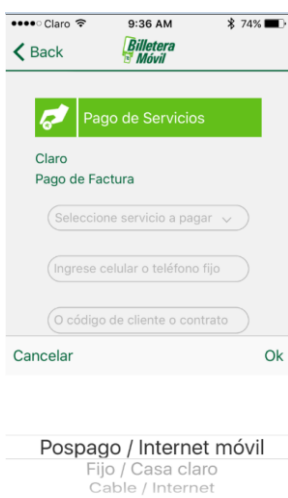 Claro 9:36 AM 74%
Back Billetera
Móvil
Pago de Servicios
Claro
Pago de Factura
Seleccione servicio a pagar
Ingrese celular o teléfono fijo
O código de cliente o contrato
Cancelar Ok
Pospago / Internet móvil
Fijo / Casa claro
Cable / Internet